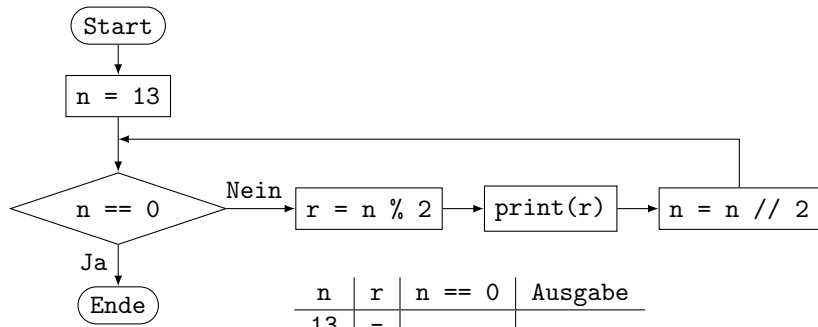 Start
n = 13
n == 0
Nein
r = n % 2
print(r)
n = n // 2
Ja
Ende
n r n == 0 Ausgabe
13 -